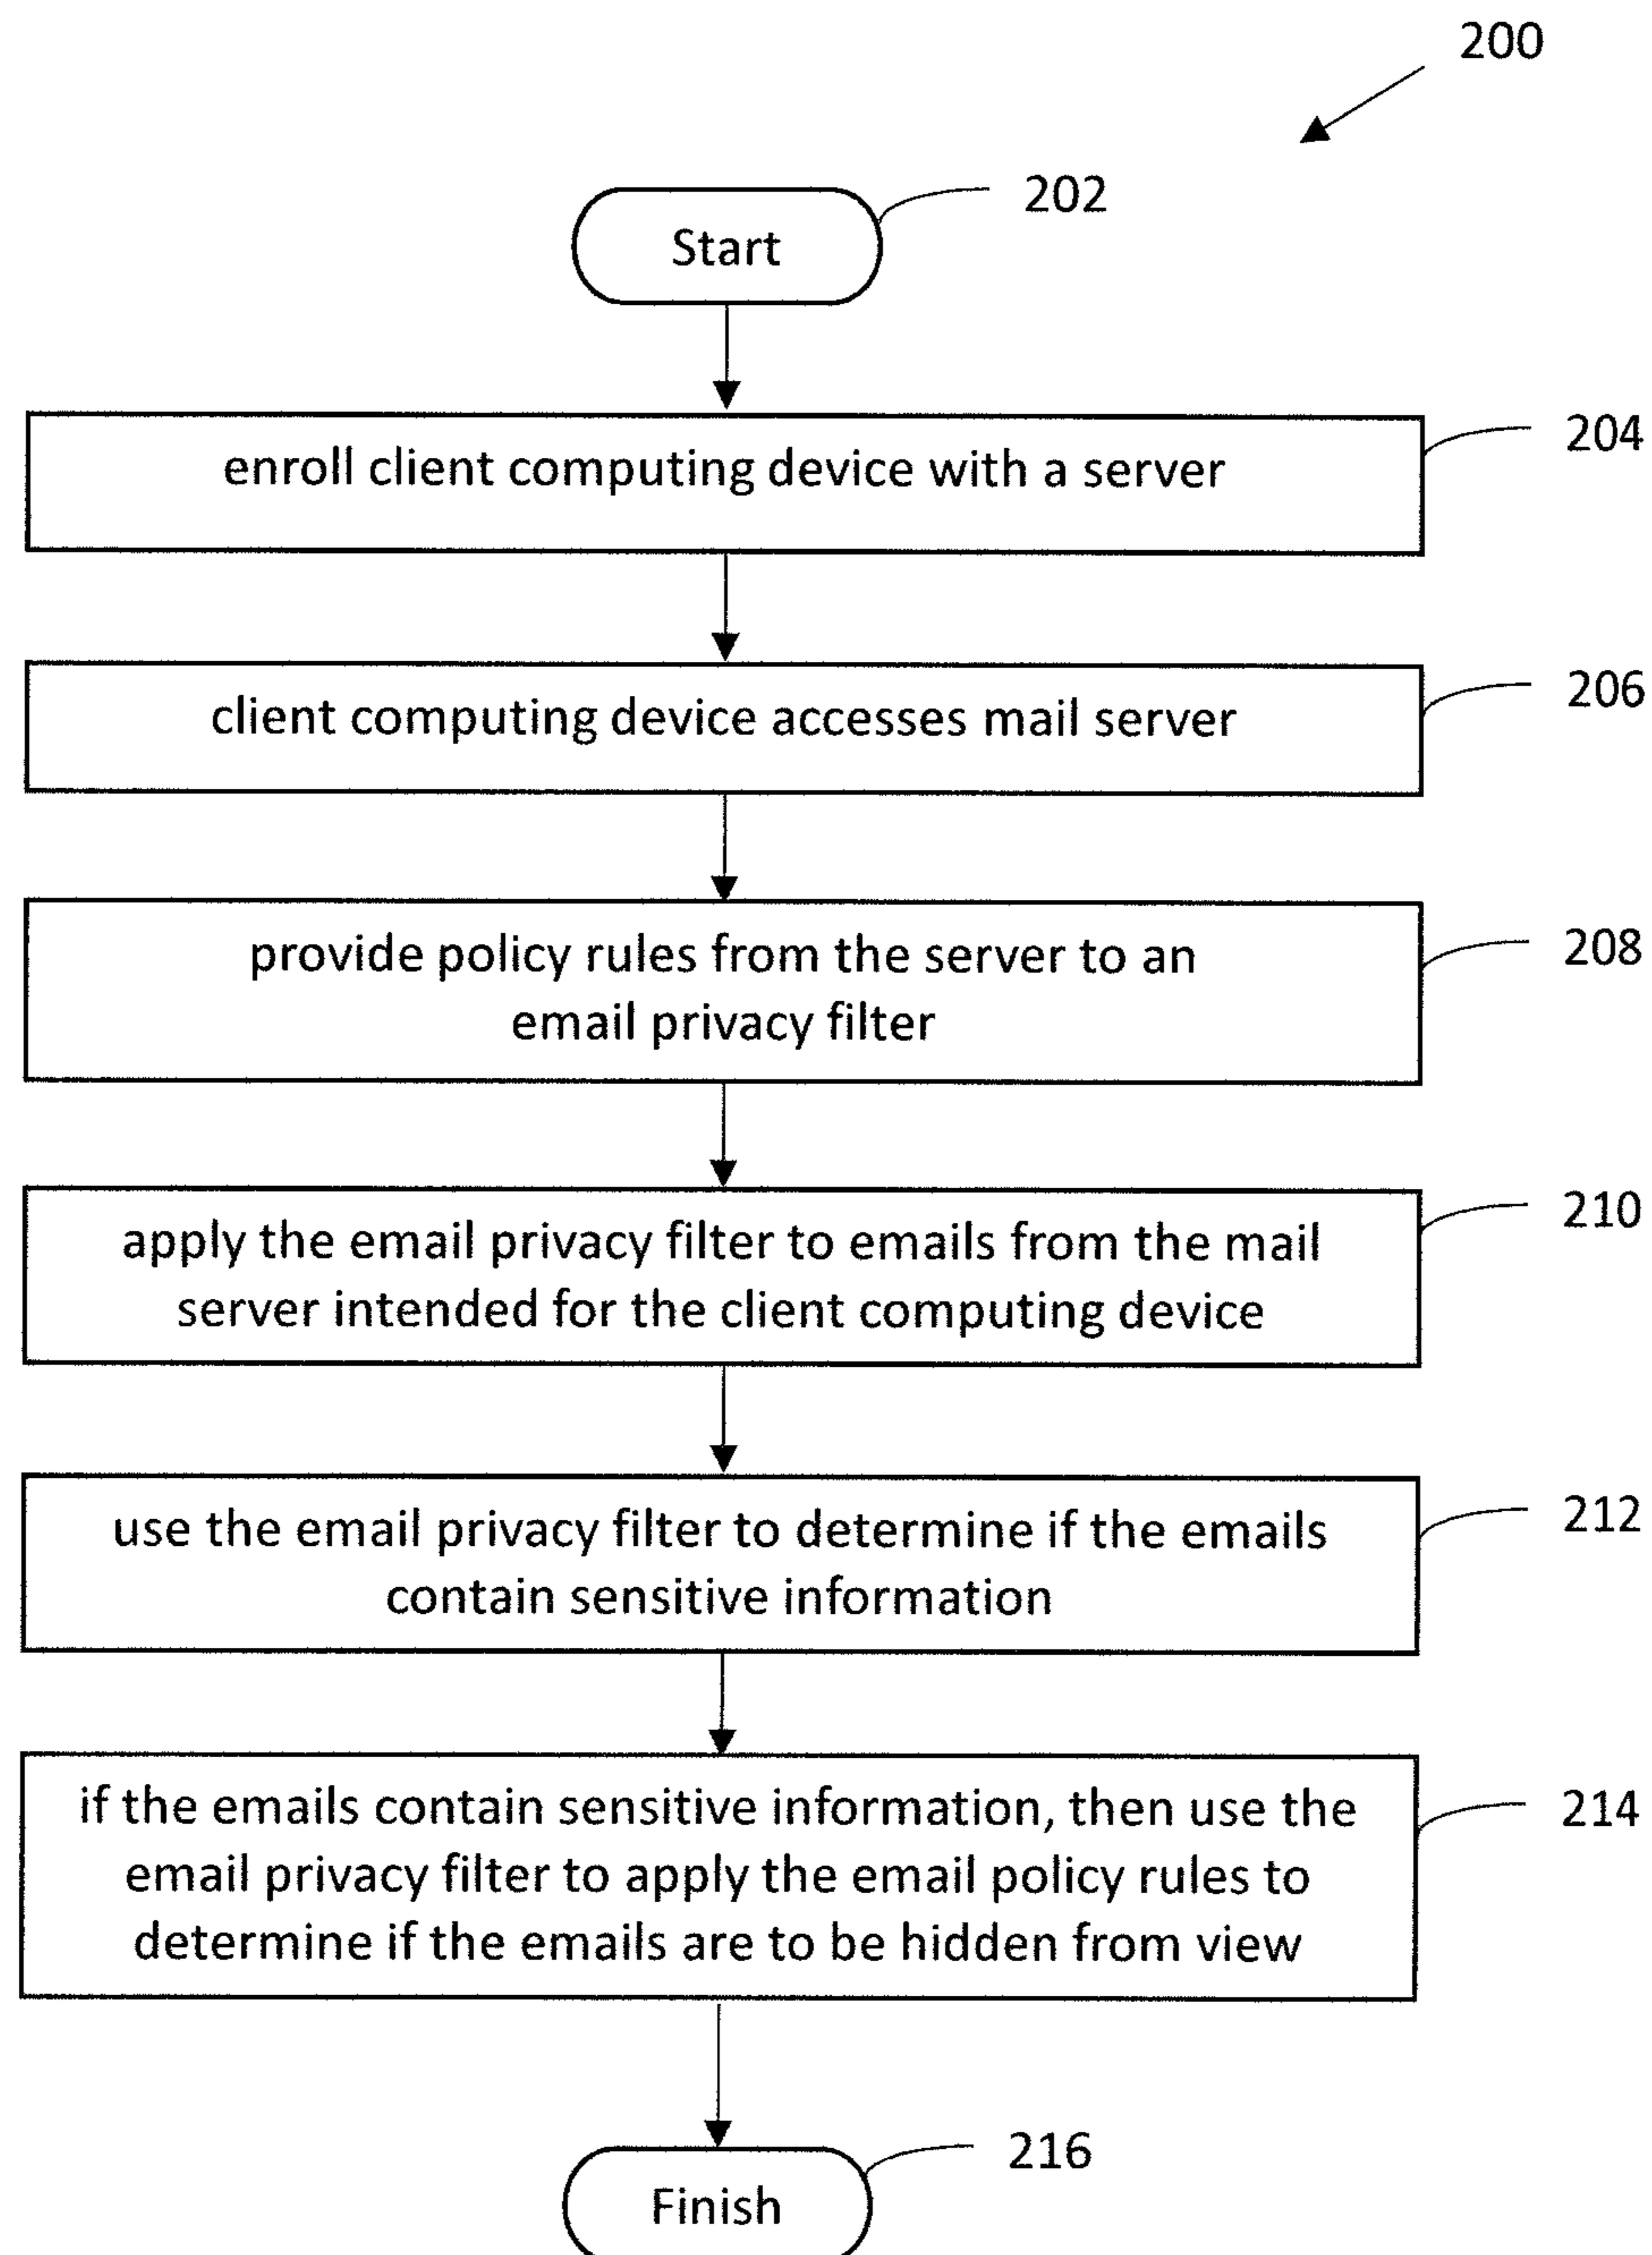 200
202
Start
204
enroll client computing device with a server
206
client computing device accesses mail server
208
provide policy rules from the server to an
email privacy filter
210
apply the email privacy filter to emails from the mail
server intended for the client computing device
212
use the email privacy filter to determine if the emails
contain sensitive information
214
if the emails contain sensitive information, then use the
email privacy filter to apply the email policy rules to
determine if the emails are to be hidden from view
216
Finish